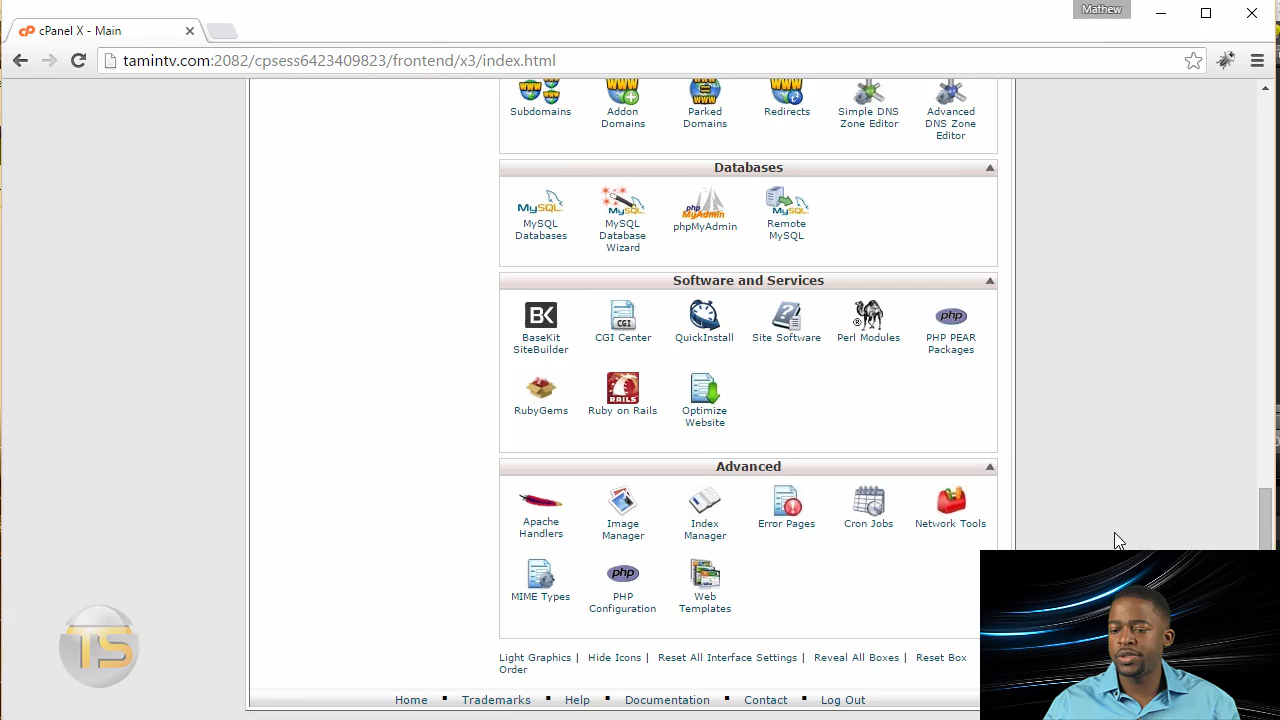 Mathew
cPanel X - Main
tamintv.com:2082/cpsess6423409823/frontend/x3/index.html
Subdomains
Addon Domains
Parked Domains
Redirects
Simple DNS Zone Editor
Advanced DNS Zone Editor
Databases
MySQL Databases
MySQL Database Wizard
phpMyAdmin
Remote MySQL
Software and Services
BaseKit SiteBuilder
CGI Center
QuickInstall
Site Software
Perl Modules
PHP PEAR Packages
RubyGems
Ruby on Rails
Optimize Website
Advanced
Apache Handlers
Image Manager
Index Manager
Error Pages
Cron Jobs
Network Tools
MIME Types
PHP Configuration
Web Templates
Light Graphics | Hide Icons | Reset All Interface Settings | Reveal All Boxes | Reset Box
Order
Home ▪ Trademarks ▪ Help ▪ Documentation ▪ Contact ▪ Log Out
TS